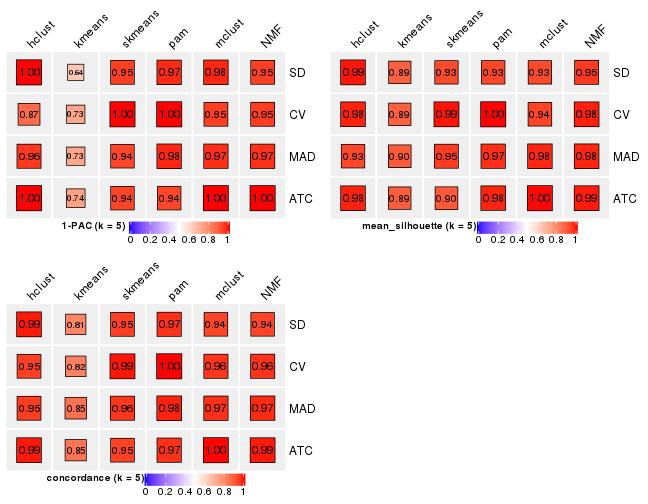 hclust kmeans skmeans pam mclust NMF
1.00 0.64 0.95 0.97 0.98 0.95 SD
0.87 0.73 1.00 1.00 0.95 0.95 CV
0.96 0.73 0.94 0.98 0.97 0.97 MAD
1.00 0.74 0.94 0.94 1.00 1.00 ATC
1-PAC (k = 5)
0 0.2 0.4 0.6 0.8 1
hclust kmeans skmeans pam mclust NMF
0.99 0.89 0.93 0.93 0.93 0.95 SD
0.98 0.89 0.99 1.00 0.94 0.98 CV
0.93 0.90 0.95 0.97 0.98 0.98 MAD
0.98 0.89 0.90 0.98 1.00 0.99 ATC
mean_silhouette (k = 5)
0 0.2 0.4 0.6 0.8 1
hclust kmeans skmeans pam mclust NMF
0.99 0.81 0.95 0.97 0.94 0.94 SD
0.95 0.82 0.99 1.00 0.96 0.96 CV
0.95 0.85 0.96 0.98 0.97 0.97 MAD
0.99 0.85 0.95 0.97 1.00 0.99 ATC
concordance (k = 5)
0 0.2 0.4 0.6 0.8 1